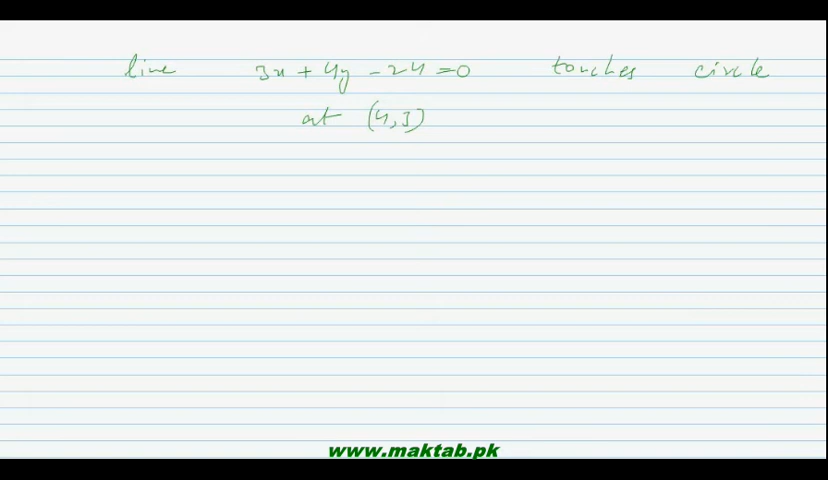 line 3x + 4y - 24 = 0 touches circle
at (4,3)
www.maktab.pk